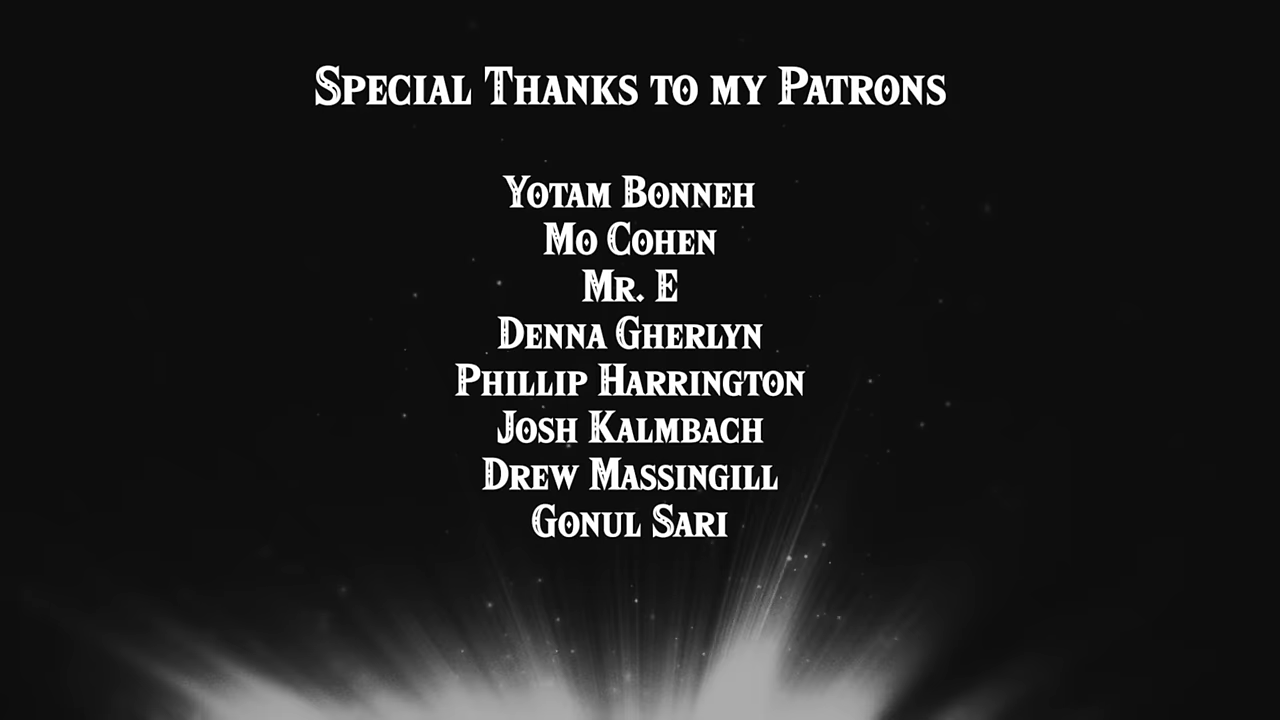 Special Thanks to my Patrons
Yotam Bonneh
Mo Cohen
Mr. E
Denna Gherlyn
Phillip Harrington
Josh Kalmbach
Drew Massingill
Gonul Sari